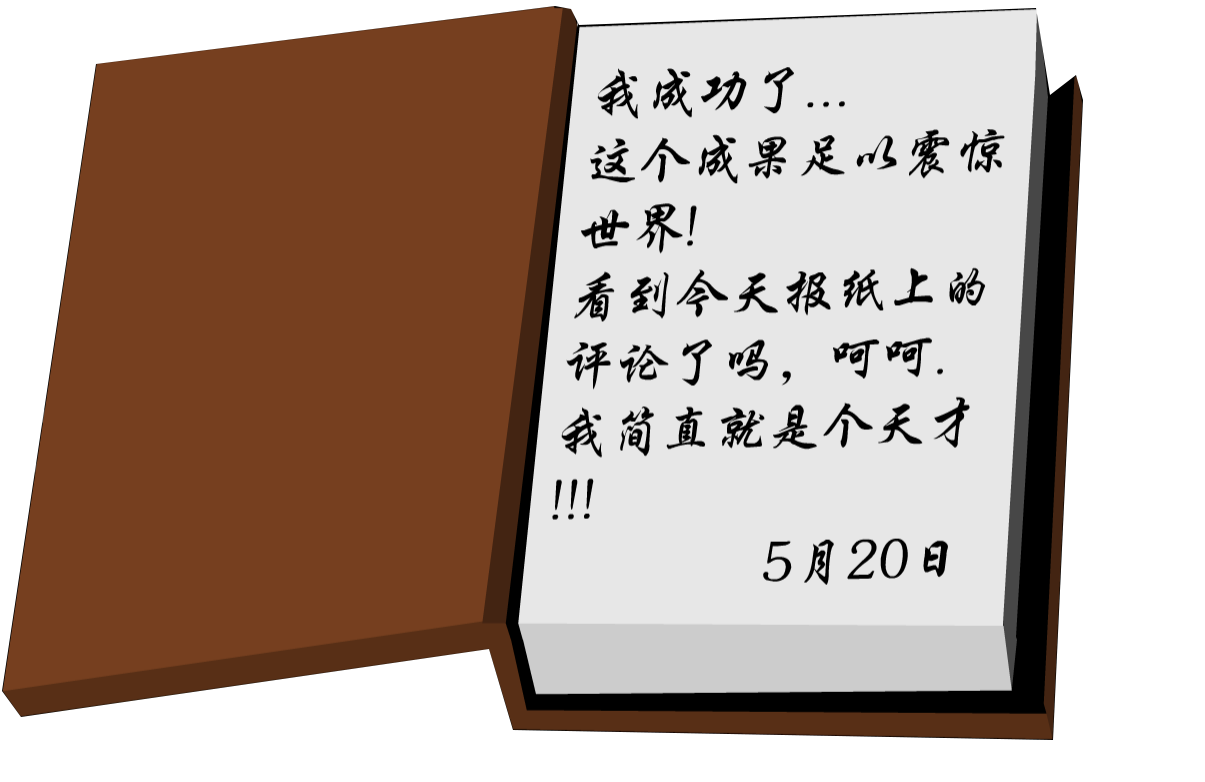 我成功了...
这个成果足以震惊
世界!
看到今天报纸上的
评论了吗，呵呵.
我简直就是个天才
!!!
5月20日